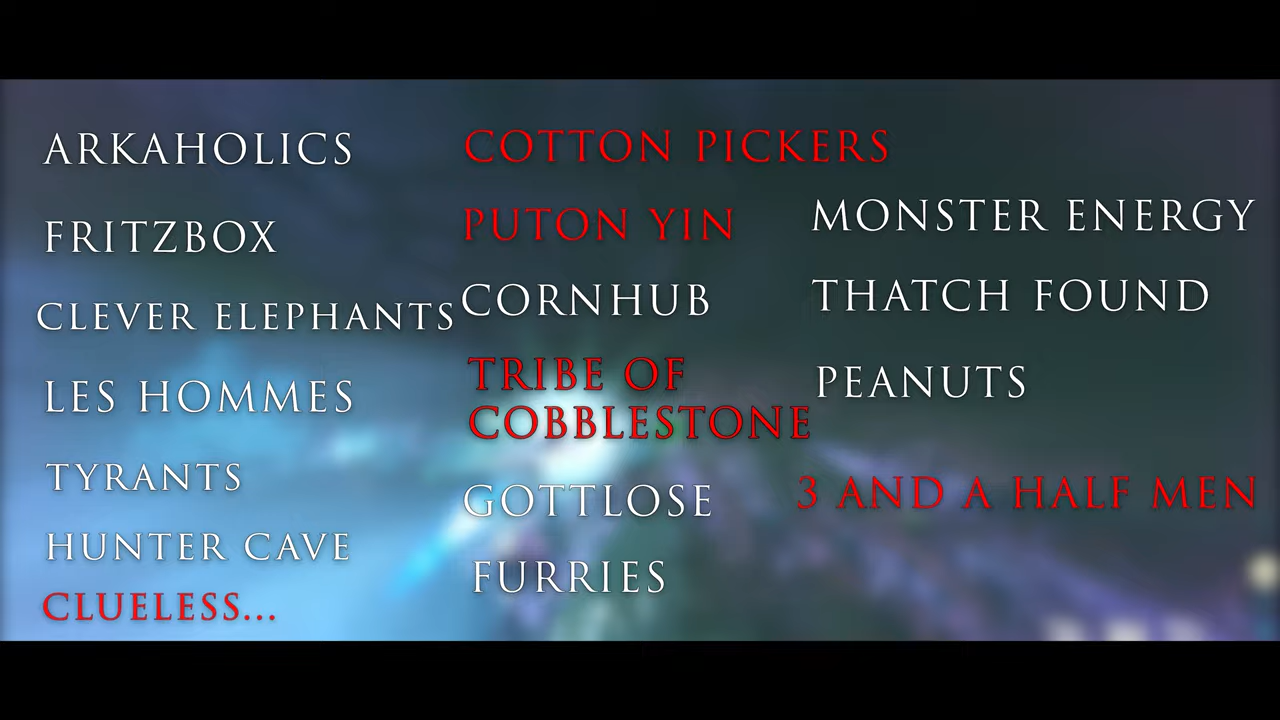 ARKAHOLICS
FRITZBOX
CLEVER ELEPHANTS
LES HOMMES
TYRANTS
HUNTER CAVE
CLUELESS...
COTTON PICKERS
PUTON YIN
CORNHUB
TRIBE OF
COBBLESTONE
GOTTLOSE
FURRIES
MONSTER ENERGY
THATCH FOUND
PEANUTS
3 AND A HALF MEN